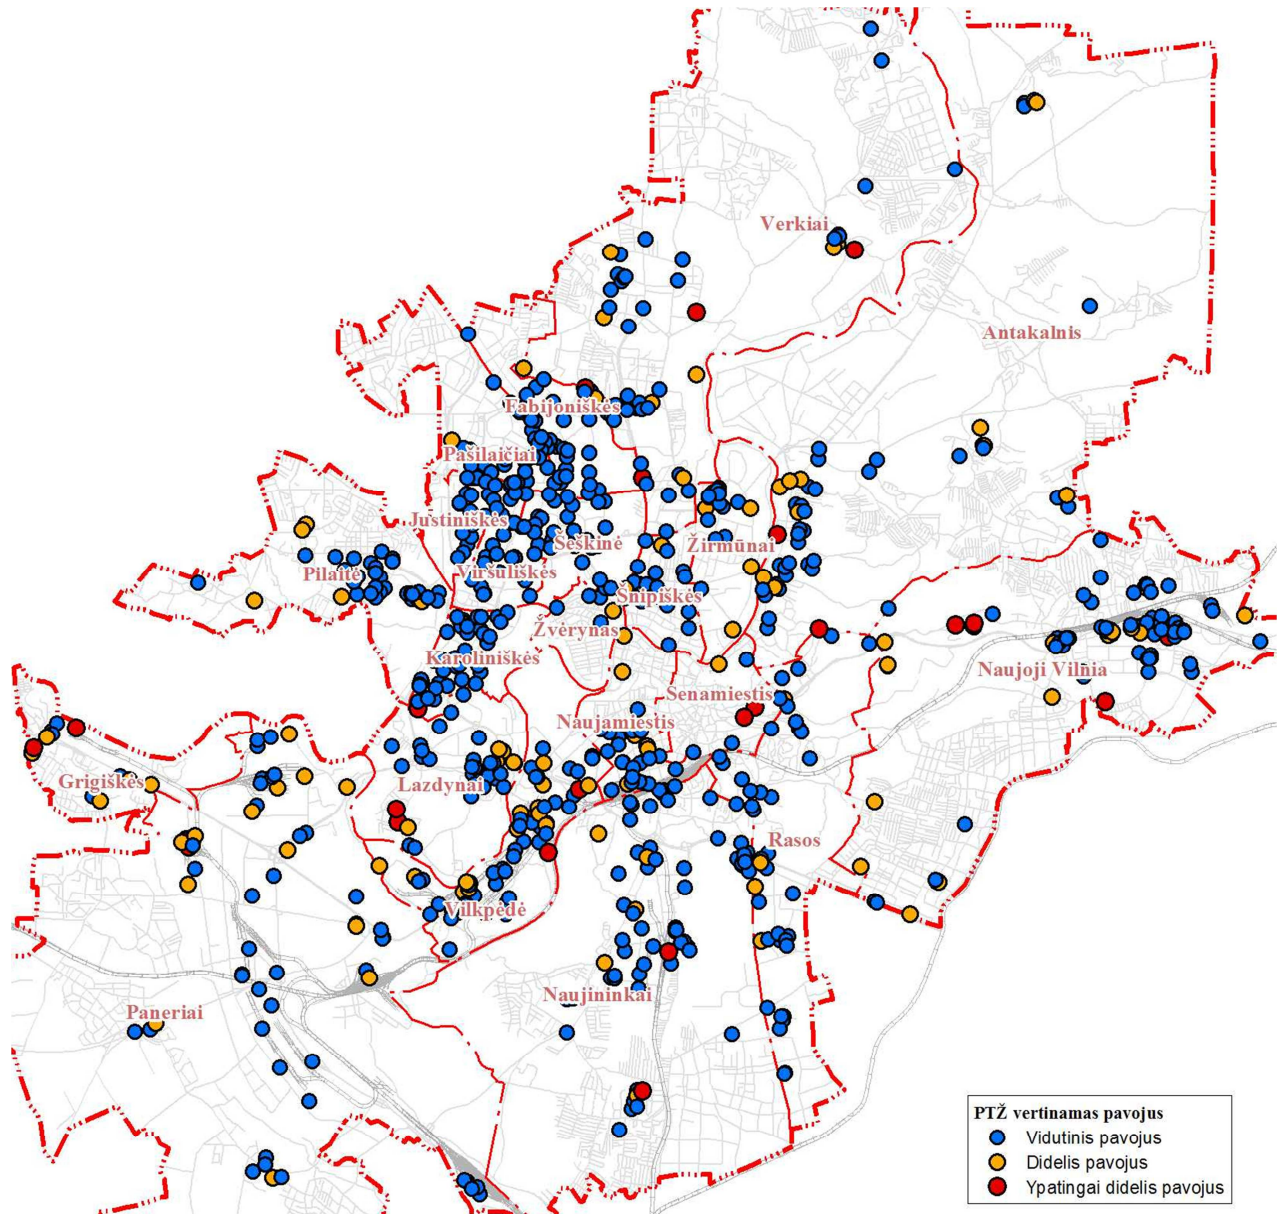 Verkiai
Antakalnis
Fabijoniškės
Pašilaičiai
Justiniškės
Šeškinė
Žirmūnai
Pilaitė
Viršuliškės
Šnipiškės
Žvėrynas
Karoliniškės
Naujoji Vilnia
Senamiestis
Naujamiestis
Grigiškės
Lazdynai
Rasos
Vilkpėdė
Naujininkai
Paneriai
PTŽ vertinamas pavojus
Vidutinis pavojus
Didelis pavojus
Ypatingai didelis pavojus